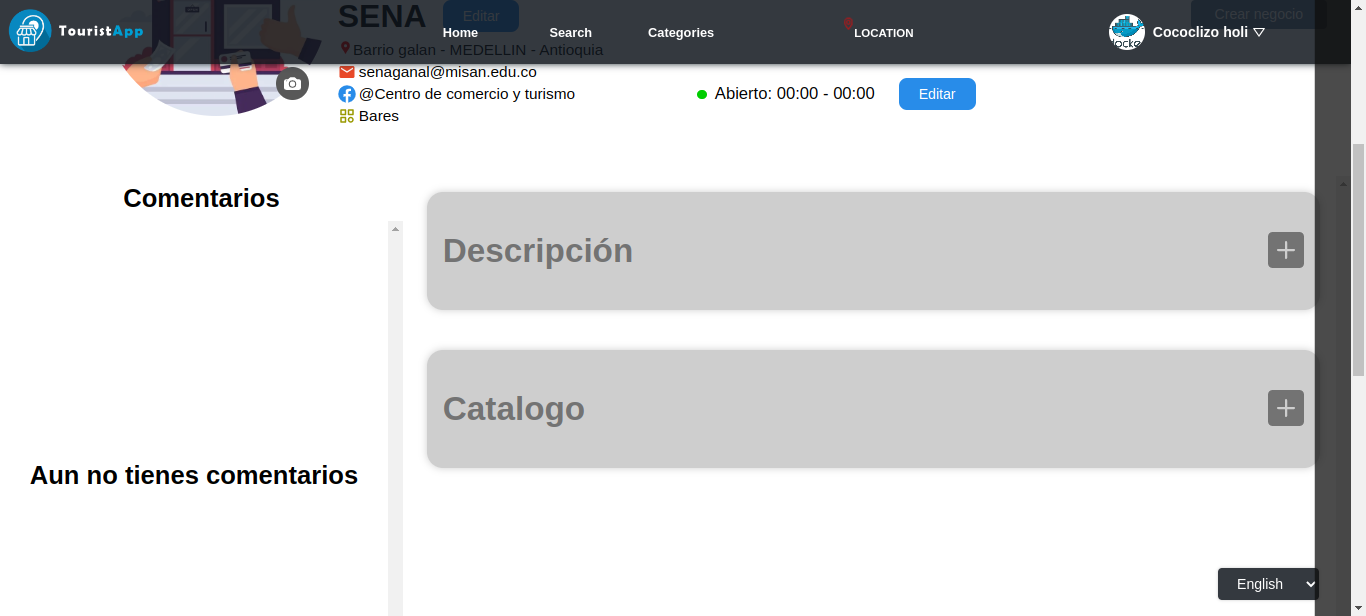 TouristApp
Home
Search
Categories
LOCATION
Cococlizo holi
Crear negocio
SENA
Editar
Barrio galan - MEDELLIN - Antioquia
senaganal@misan.edu.co
@Centro de comercio y turismo
Bares
Abierto: 00:00 - 00:00
Editar
Comentarios
Aun no tienes comentarios
Descripción
Catalogo
English